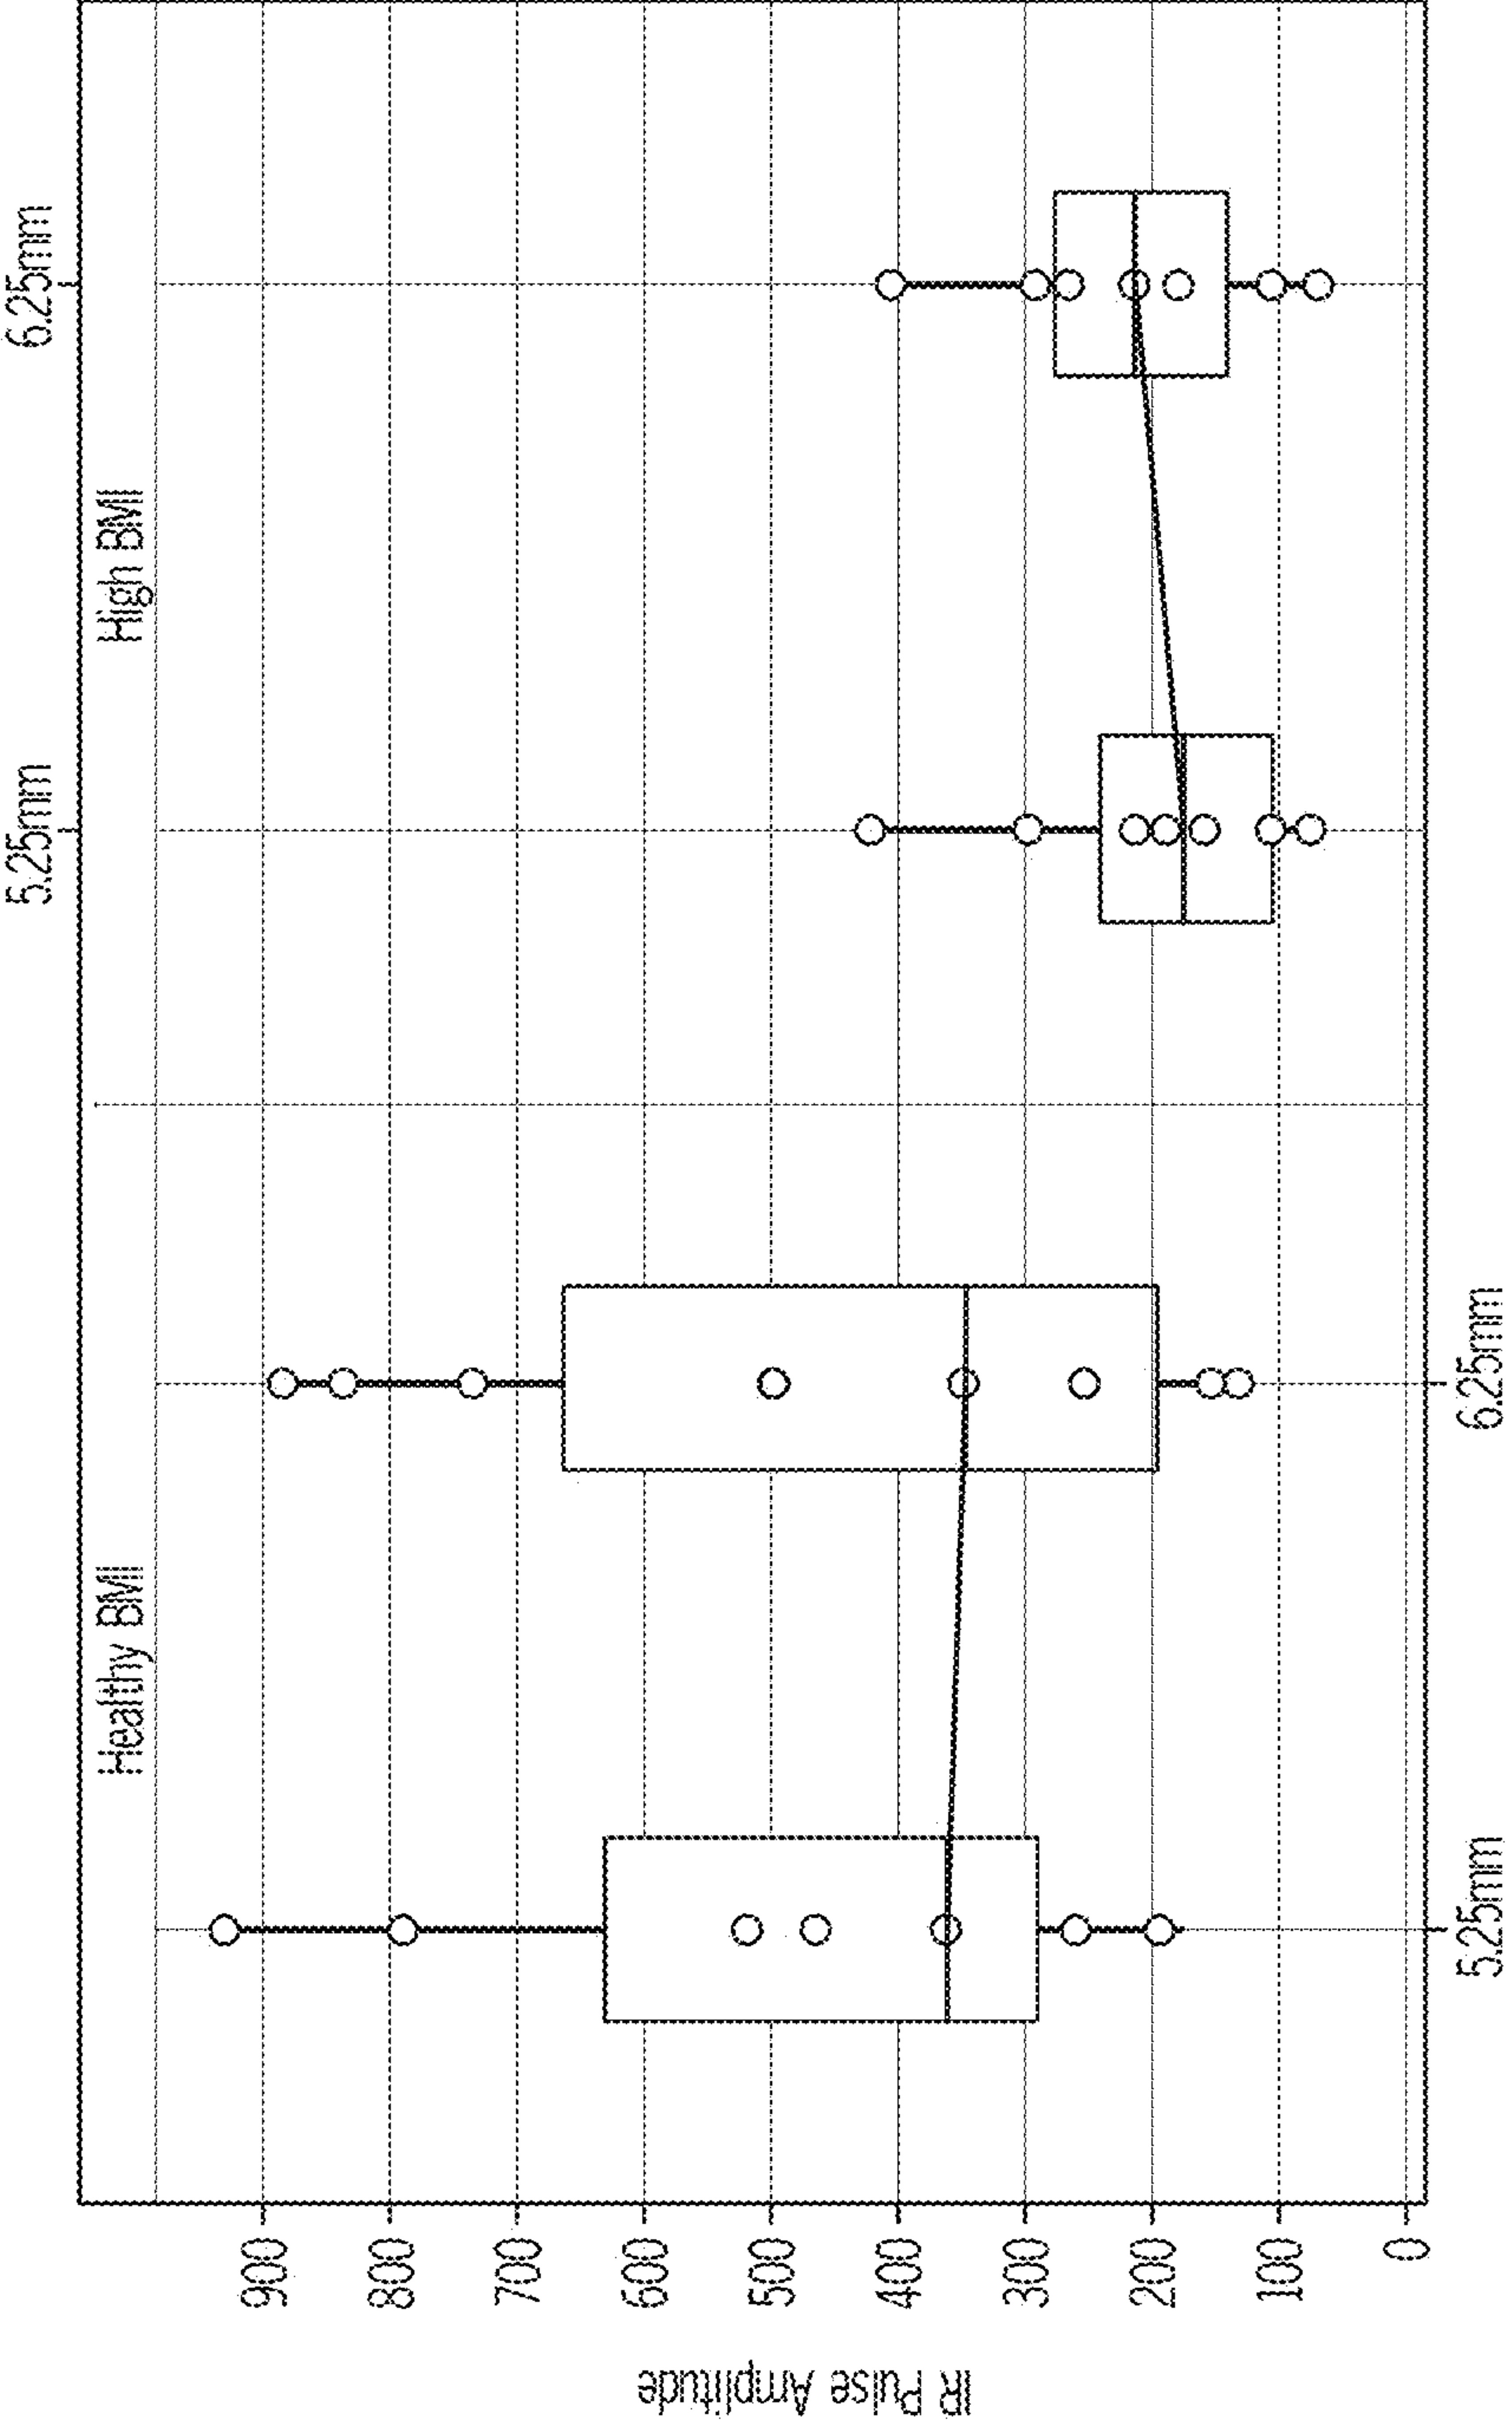 Healthy BMI
High BMI
5.25mm
6.25mm
IR Pulse Amplitude
900
800
700
600
500
400
300
200
100
0
5.25mm
6.25mm